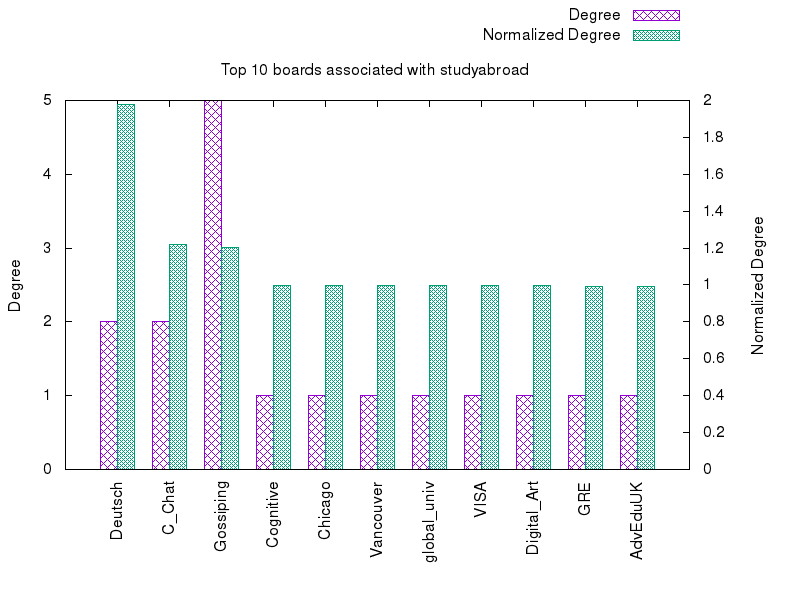 Degree
Normalized Degree
Top 10 boards associated with studyabroad
5
4
3
2
1
0
2
1.8
1.6
1.4
1.2
1
0.8
0.6
0.4
0.2
0
Degree
Normalized Degree
Deutsch
C_Chat
Gossiping
Cognitive
Chicago
Vancouver
global_univ
VISA
Digital_Art
GRE
AdvEduUK